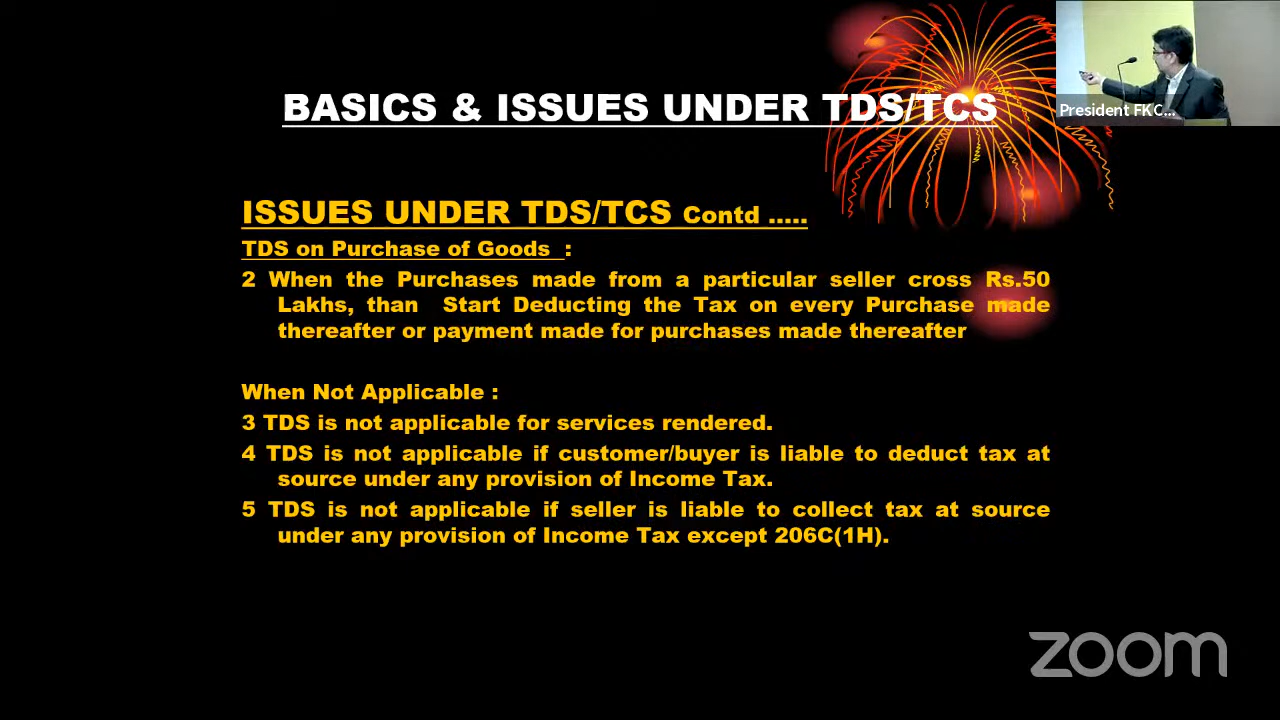 President FKC...
BASICS & ISSUES UNDER TDS/TCS
ISSUES UNDER TDS/TCS Contd .....
TDS on Purchase of Goods :
2 When the Purchases made from a particular seller cross Rs.50
Lakhs, than Start Deducting the Tax on every Purchase made
thereafter or payment made for purchases made thereafter
When Not Applicable :
3 TDS is not applicable for services rendered.
4 TDS is not applicable if customer/buyer is liable to deduct tax at
source under any provision of Income Tax.
5 TDS is not applicable if seller is liable to collect tax at source
under any provision of Income Tax except 206C(1H).
zoom